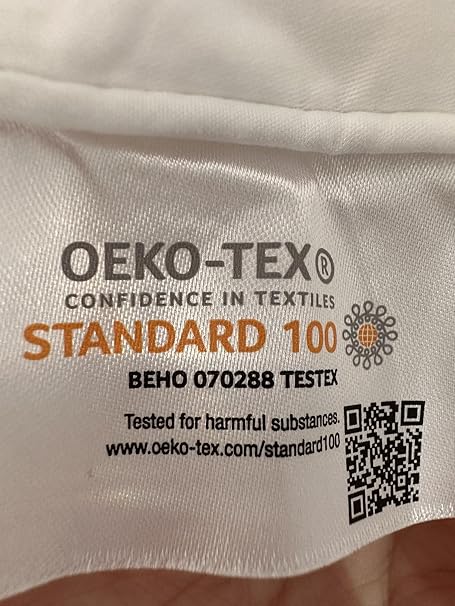 OEKO-TEX®
CONFIDENCE IN TEXTILES
STANDARD 100
BEHO 070288 TESTEX
Tested for harmful substances.
www.oeko-tex.com/standard100